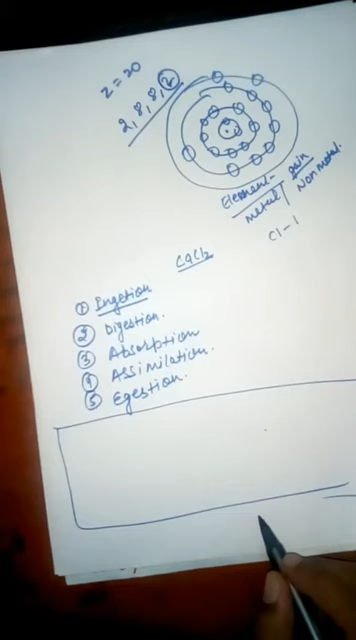 z = 20
2, 8, 8, 2
Element-
metal / gain
Non metal.
Cl-1
CaCl2
① Ingetion
② Digestion.
③ Absorption
④ Assimilation.
⑤ Egestion.